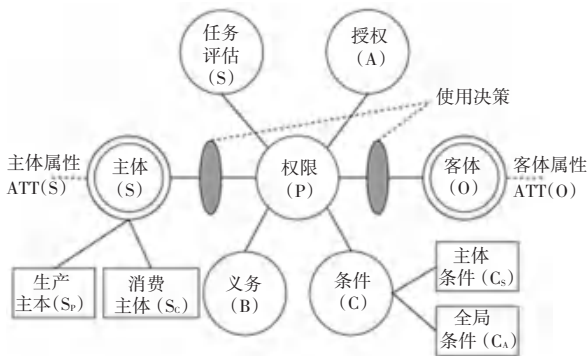 任务
评估
(S)
授权
(A)
使用决策
主体属性
ATT(S)
主体
(S)
权限
(P)
客体
(O)
客体属性
ATT(O)
生产
主本(SP)
消费
主体(SC)
义务
(B)
条件
(C)
主体
条件(CS)
全局
条件(CA)